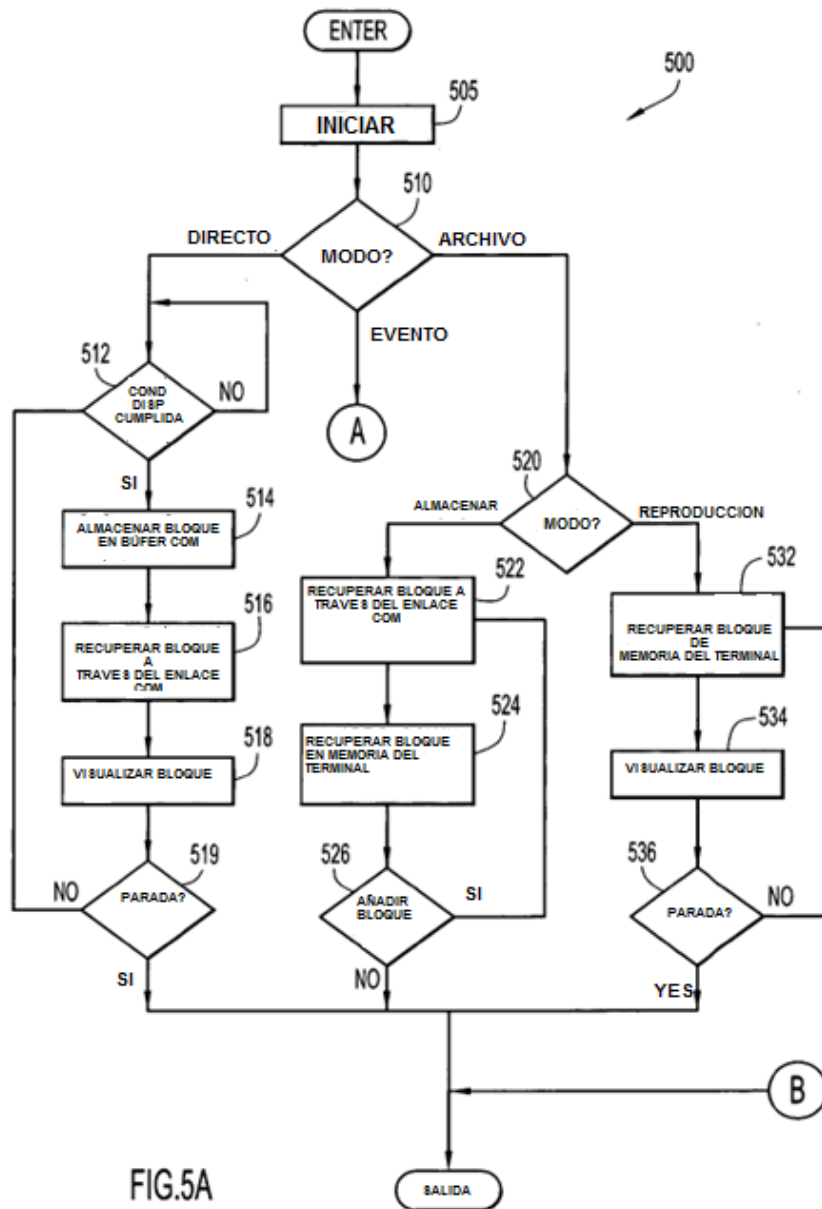 ENTER
505
500
INICIAR
510
DIRECTO
ARCHIVO
MODO?
EVENTO
512
COND
DISP
CUMPLIDA
NO
A
SI
520
ALMACENAR
MODO?
REPRODUCCION
514
ALMACENAR BLOQUE
EN BÚFER COM
522
RECUPERAR BLOQUE A
TRAVE8 DEL ENLACE
COM
532
RECUPERAR BLOQUE
DE
MEMORIA DEL TERMINAL
516
RECUPERAR BLOQUE
A
TRAVE8 DEL ENLACE
COM
524
RECUPERAR BLOQUE
EN MEMORIA DEL
TERMINAL
534
VISUALIZAR BLOQUE
518
VISUALIZAR BLOQUE
519
NO
PARADA?
SI
526
AÑADIR
BLOQUE
SI
NO
536
PARADA?
NO
YES
B
FIG.5A
SALIDA